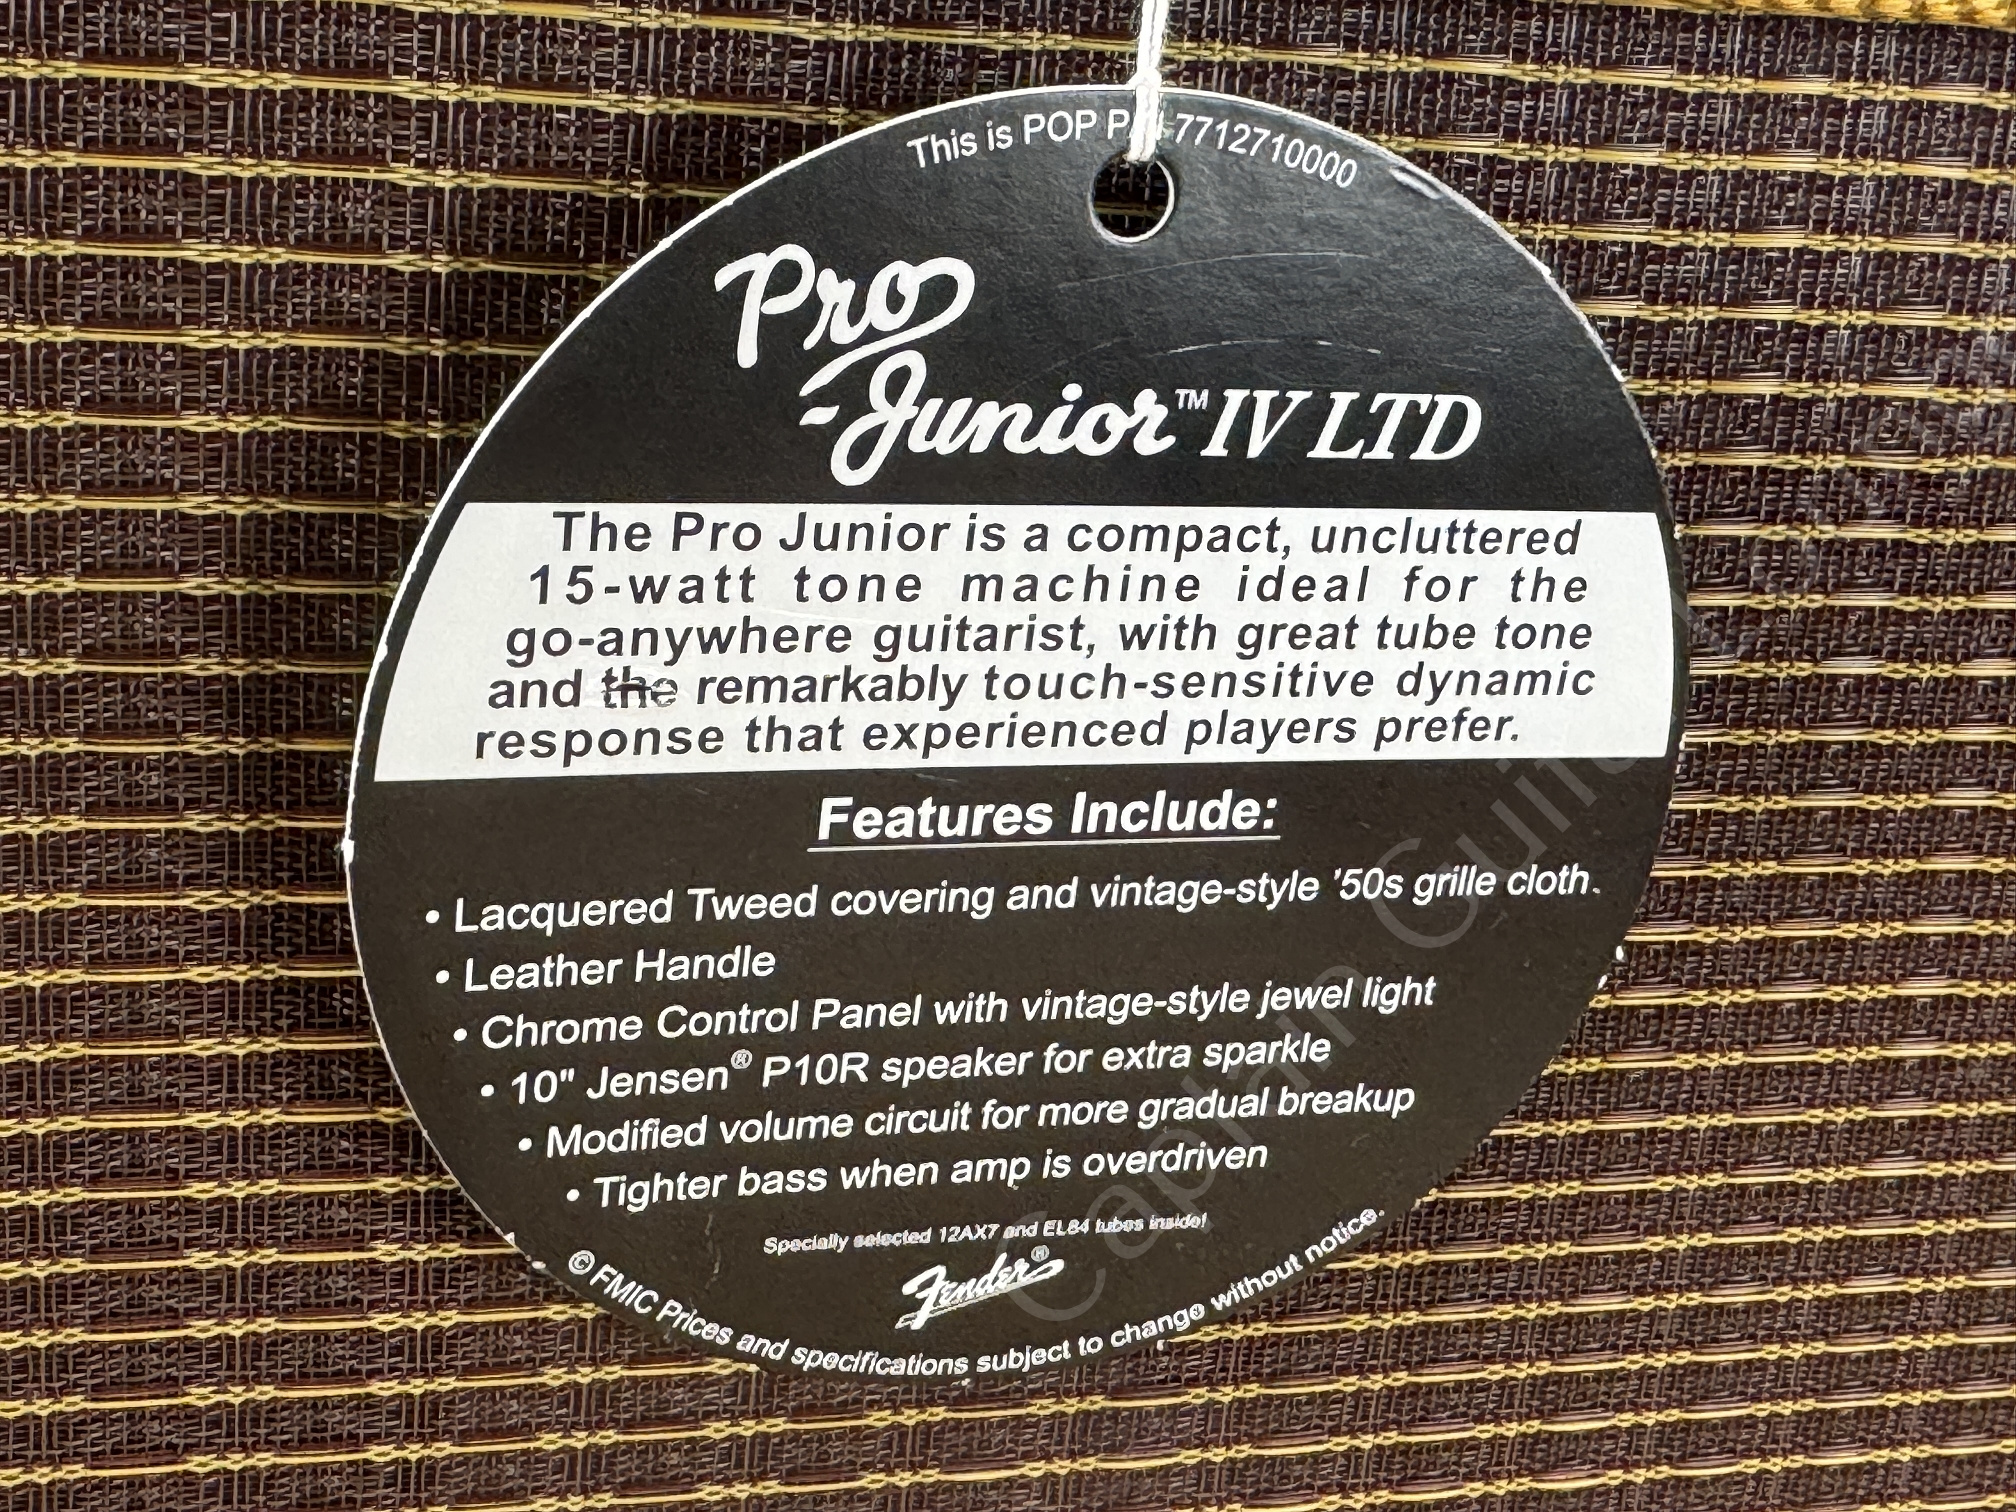 This is POP P/N 7712710000
Pro
Junior™ IV LTD
The Pro Junior is a compact, uncluttered
15-watt tone machine ideal for the
go-anywhere guitarist, with great tube tone
and the remarkably touch-sensitive dynamic
response that experienced players prefer.
Features Include:
• Lacquered Tweed covering and vintage-style '50s grille cloth.
• Leather Handle
• Chrome Control Panel with vintage-style jewel light
• 10" Jensen® P10R speaker for extra sparkle
• Modified volume circuit for more gradual breakup
• Tighter bass when amp is overdriven
Specially selected 12AX7 and EL84 tubes inside!
Fender®
© FMIC Prices and specifications subject to change without notice.
Captain Guitar